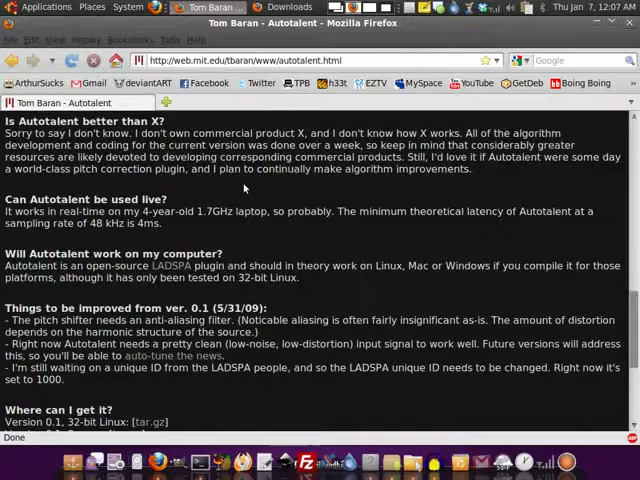 Applications Places System Tom Baran ... Downloads Thu Jan 7, 12:07 AM
Tom Baran - Autotalent - Mozilla Firefox
File Edit View History Bookmarks Tools Help
http://web.mit.edu/tbaran/www/autotalent.html Google
ArthurSucks Gmail deviantART Facebook Twitter TPB h33t EZTV MySpace YouTube GetDeb Boing Boing
Tom Baran - Autotalent
Is Autotalent better than X?
Sorry to say I don't know. I don't own commercial product X, and I don't know how X works. All of the algorithm
development and coding for the current version was done over a week, so keep in mind that considerably greater
resources are likely devoted to developing corresponding commercial products. Still, I'd love it if Autotalent were some day
a world-class pitch correction plugin, and I plan to continually make algorithm improvements.
Can Autotalent be used live?
It works in real-time on my 4-year-old 1.7GHz laptop, so probably. The minimum theoretical latency of Autotalent at a
sampling rate of 48 kHz is 4ms.
Will Autotalent work on my computer?
Autotalent is an open-source LADSPA plugin and should in theory work on Linux, Mac or Windows if you compile it for those
platforms, although it has only been tested on 32-bit Linux.
Things to be improved from ver. 0.1 (5/31/09):
- The pitch shifter needs an anti-aliasing filter. (Noticable aliasing is often fairly insignificant as-is. The amount of distortion
depends on the harmonic structure of the source.)
- Right now Autotalent needs a pretty clean (low-noise, low-distortion) input signal to work well. Future versions will address
this, so you'll be able to auto-tune the news.
- I'm still waiting on a unique ID from the LADSPA people, and so the LADSPA unique ID needs to be changed. Right now it's
set to 1000.
Where can I get it?
Version 0.1, 32-bit Linux: [tar.gz]
Done